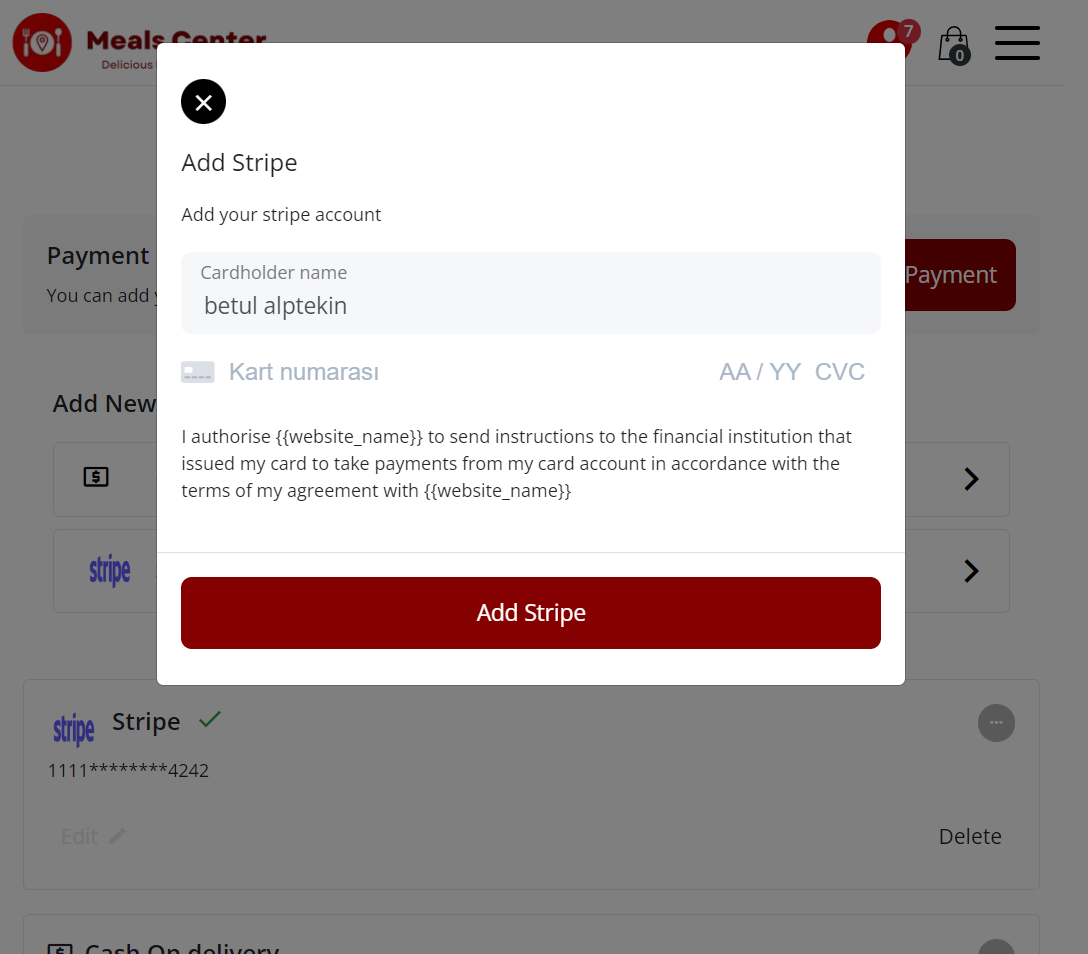 Meals Center
7
0
Delicious
Add Stripe
Add your stripe account
Cardholder name
betul alptekin
Kart numarası AA / YY CVC
I authorise {{website_name}} to send instructions to the financial institution that
issued my card to take payments from my card account in accordance with the
terms of my agreement with {{website_name}}
Add Stripe
Payment
You can add
Payment
Add New
stripe
stripe
Stripe
1111********4242
Edit
Delete
Cash On delivery